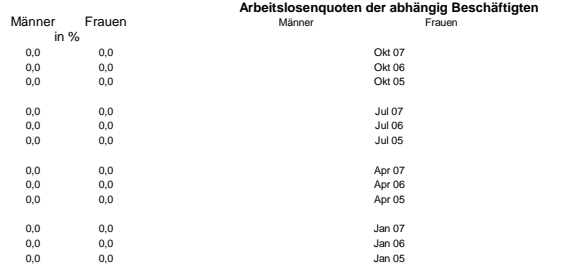 Arbeitslosenquoten der abhängig Beschäftigten
Männer Frauen Männer Frauen
in %
0,0 0,0 Okt 07
0,0 0,0 Okt 06
0,0 0,0 Okt 05
0,0 0,0 Jul 07
0,0 0,0 Jul 06
0,0 0,0 Jul 05
0,0 0,0 Apr 07
0,0 0,0 Apr 06
0,0 0,0 Apr 05
0,0 0,0 Jan 07
0,0 0,0 Jan 06
0,0 0,0 Jan 05